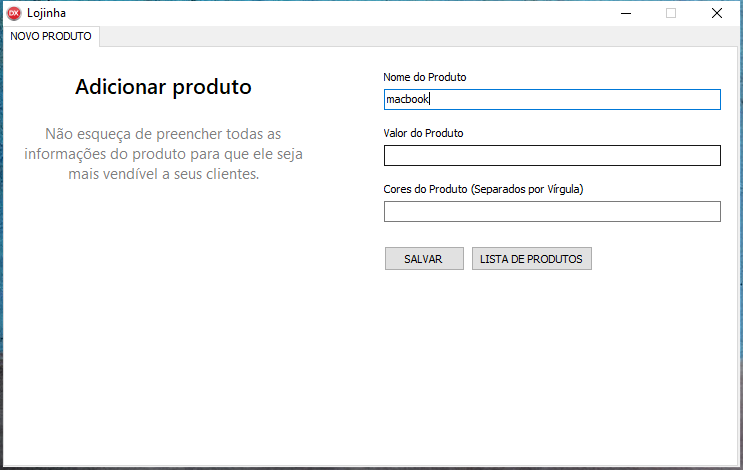 DX Lojinha
NOVO PRODUTO
Adicionar produto
Não esqueça de preencher todas as
informações do produto para que ele seja
mais vendível a seus clientes.
Nome do Produto
macbook
Valor do Produto
Cores do Produto (Separados por Vírgula)
SALVAR
LISTA DE PRODUTOS